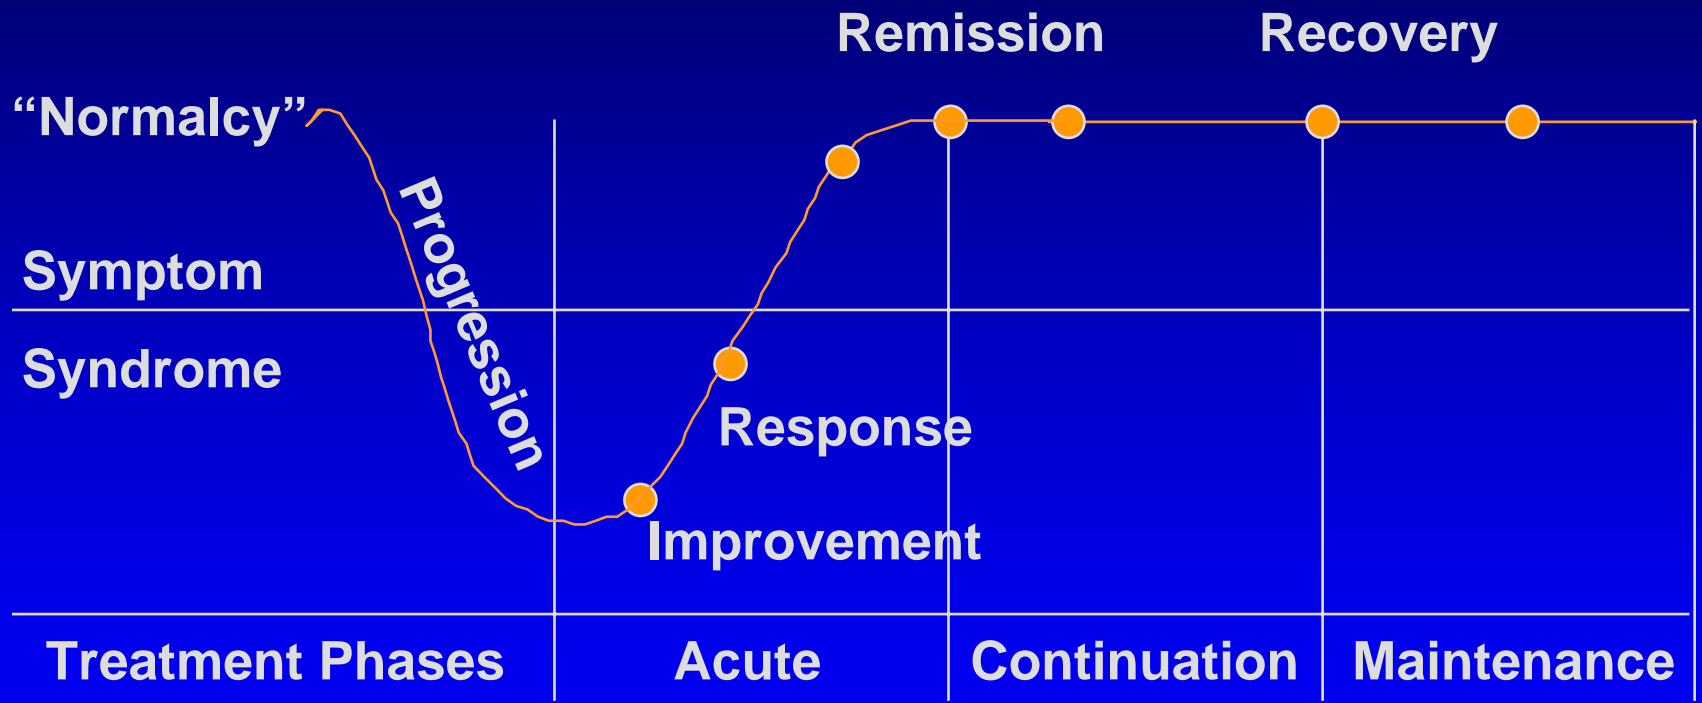 Remission Recovery
“Normalcy”
Progression
Symptom
Syndrome
Response
Improvement
Treatment Phases Acute Continuation Maintenance